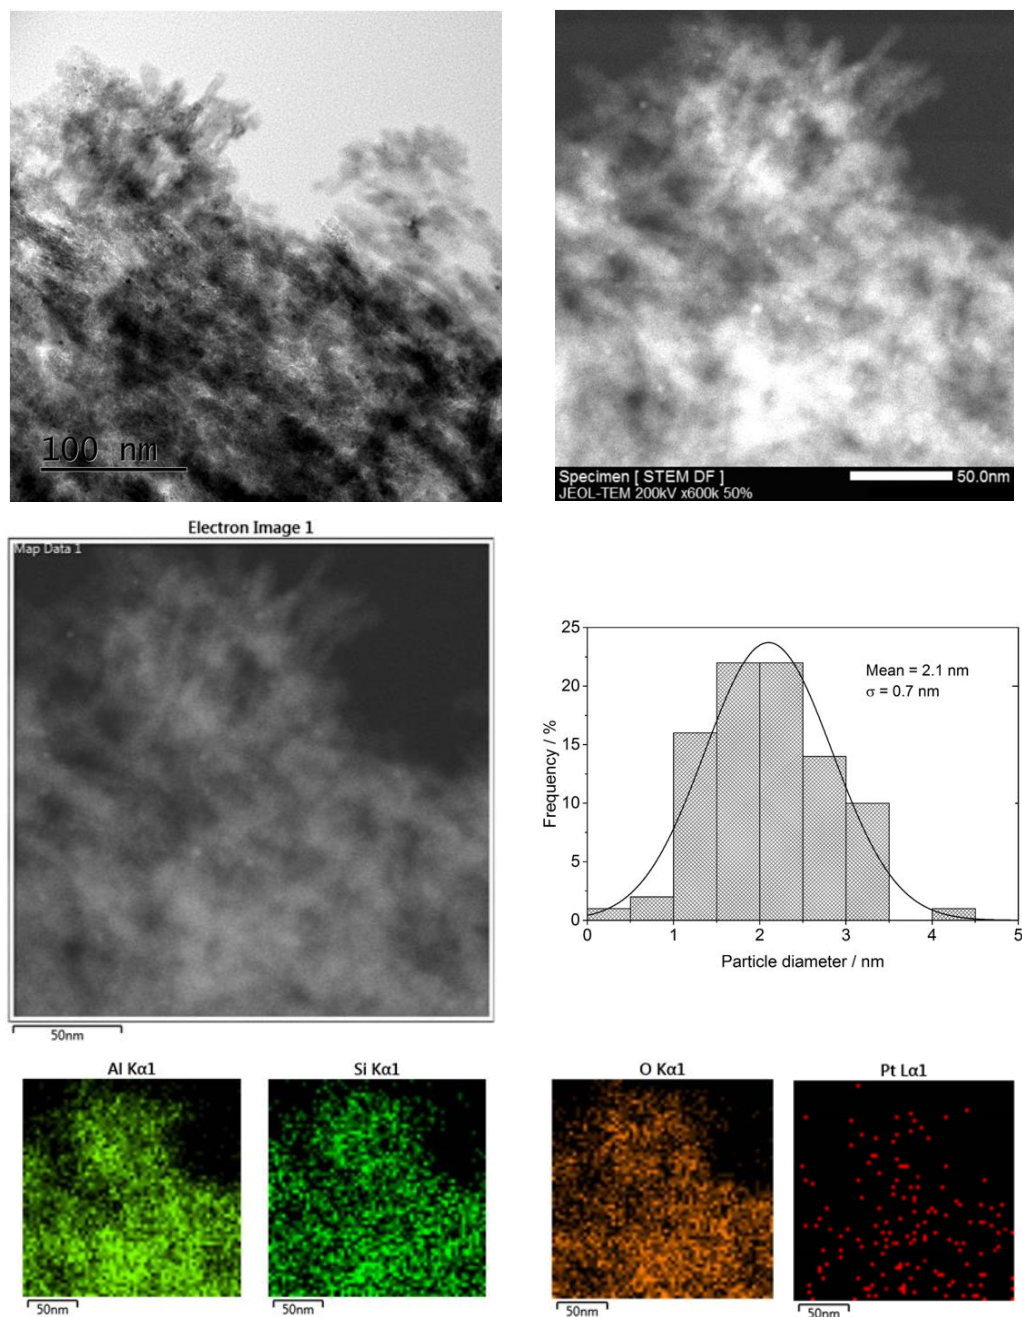 100 nm
Specimen [ STEM DF ] 50.0nm
JEOL-TEM 200kV x600k 50%
Electron Image 1
Map Data 1
50nm
25
20
15
10
5
0
Frequency / %
Mean = 2.1 nm
σ = 0.7 nm
0 1 2 3 4 5
Particle diameter / nm
Al Kα1 Si Kα1 O Kα1 Pt Lα1
50nm 50nm 50nm 50nm